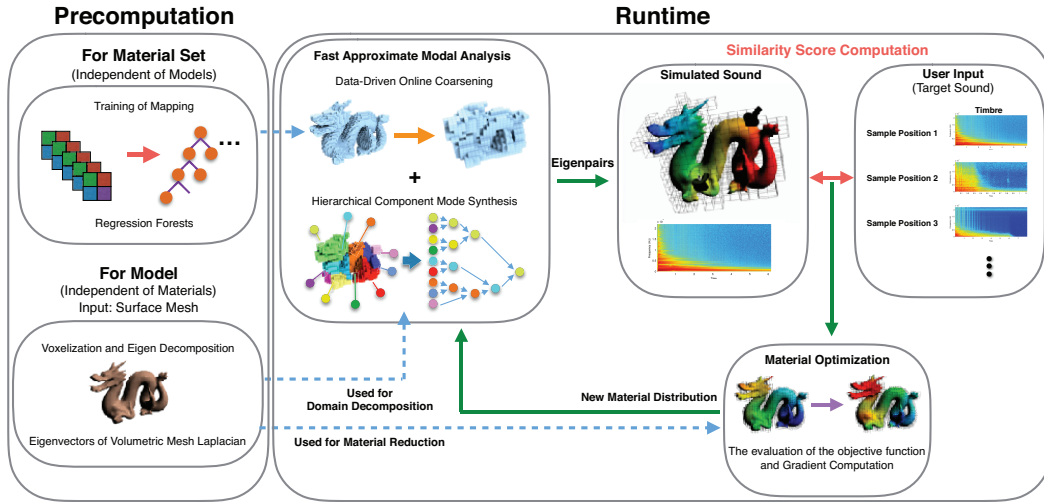 Precomputation
Runtime
For Material Set
(Independent of Models)
Training of Mapping
...
Regression Forests
For Model
(Independent of Materials)
Input: Surface Mesh
Voxelization and Eigen Decomposition
Eigenvectors of Volumetric Mesh Laplacian
Fast Approximate Modal Analysis
Data-Driven Online Coarsening
+
Hierarchical Component Mode Synthesis
Eigenpairs
Similarity Score Computation
Simulated Sound
User Input
(Target Sound)
Timbre
Sample Position 1
Sample Position 2
Sample Position 3
Used for
Domain Decomposition
New Material Distribution
Used for Material Reduction
Material Optimization
The evaluation of the objective function
and Gradient Computation